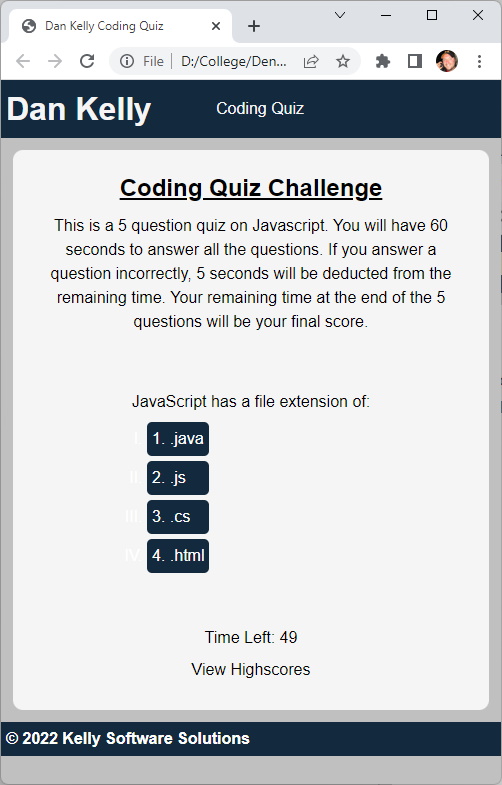 Dan Kelly Coding Quiz
File | D:/College/Den...
Dan Kelly
Coding Quiz
Coding Quiz Challenge
This is a 5 question quiz on Javascript. You will have 60
seconds to answer all the questions. If you answer a
question incorrectly, 5 seconds will be deducted from the
remaining time. Your remaining time at the end of the 5
questions will be your final score.
JavaScript has a file extension of:
I. 1. .java
II. 2. .js
III. 3. .cs
IV. 4. .html
Time Left: 49
View Highscores
© 2022 Kelly Software Solutions